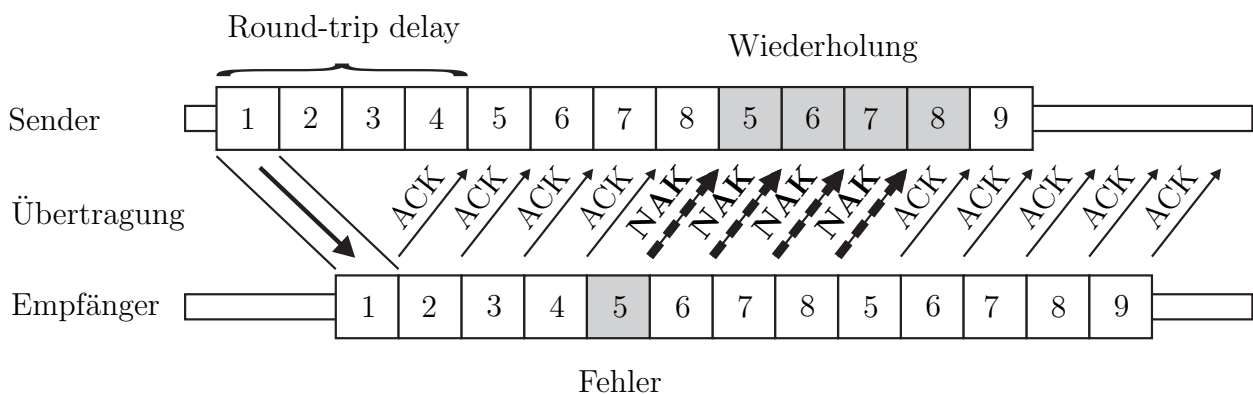 Round-trip delay
Wiederholung
Sender
1 2 3 4 5 6 7 8 5 6 7 8 9
Übertragung
ACK ACK ACK ACK NAK NAK NAK NAK ACK ACK ACK ACK ACK
Empfänger
1 2 3 4 5 6 7 8 5 6 7 8 9
Fehler